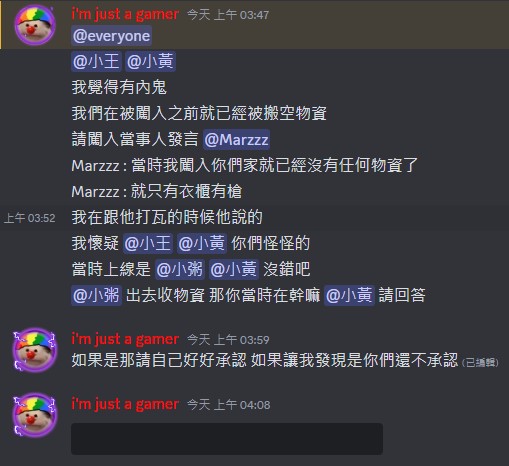 i'm just a gamer 今天 上午 03:47
@everyone
@小王 @小黃
我覺得有內鬼
我們在被闖入之前就已經被搬空物資
請闖入當事人發言 @Marzzz
Marzzz : 當時我闖入你們家就已經沒有任何物資了
Marzzz : 就只有衣櫃有槍
上午 03:52 我在跟他打瓦的時候他說的
我懷疑 @小王 @小黃 你們怪怪的
當時上線是 @小粥 @小黃 沒錯吧
@小粥 出去收物資 那你當時在幹嘛 @小黃 請回答
i'm just a gamer 今天 上午 03:59
如果是那請自己好好承認 如果讓我發現是你們還不承認 (已編輯)
i'm just a gamer 今天 上午 04:08